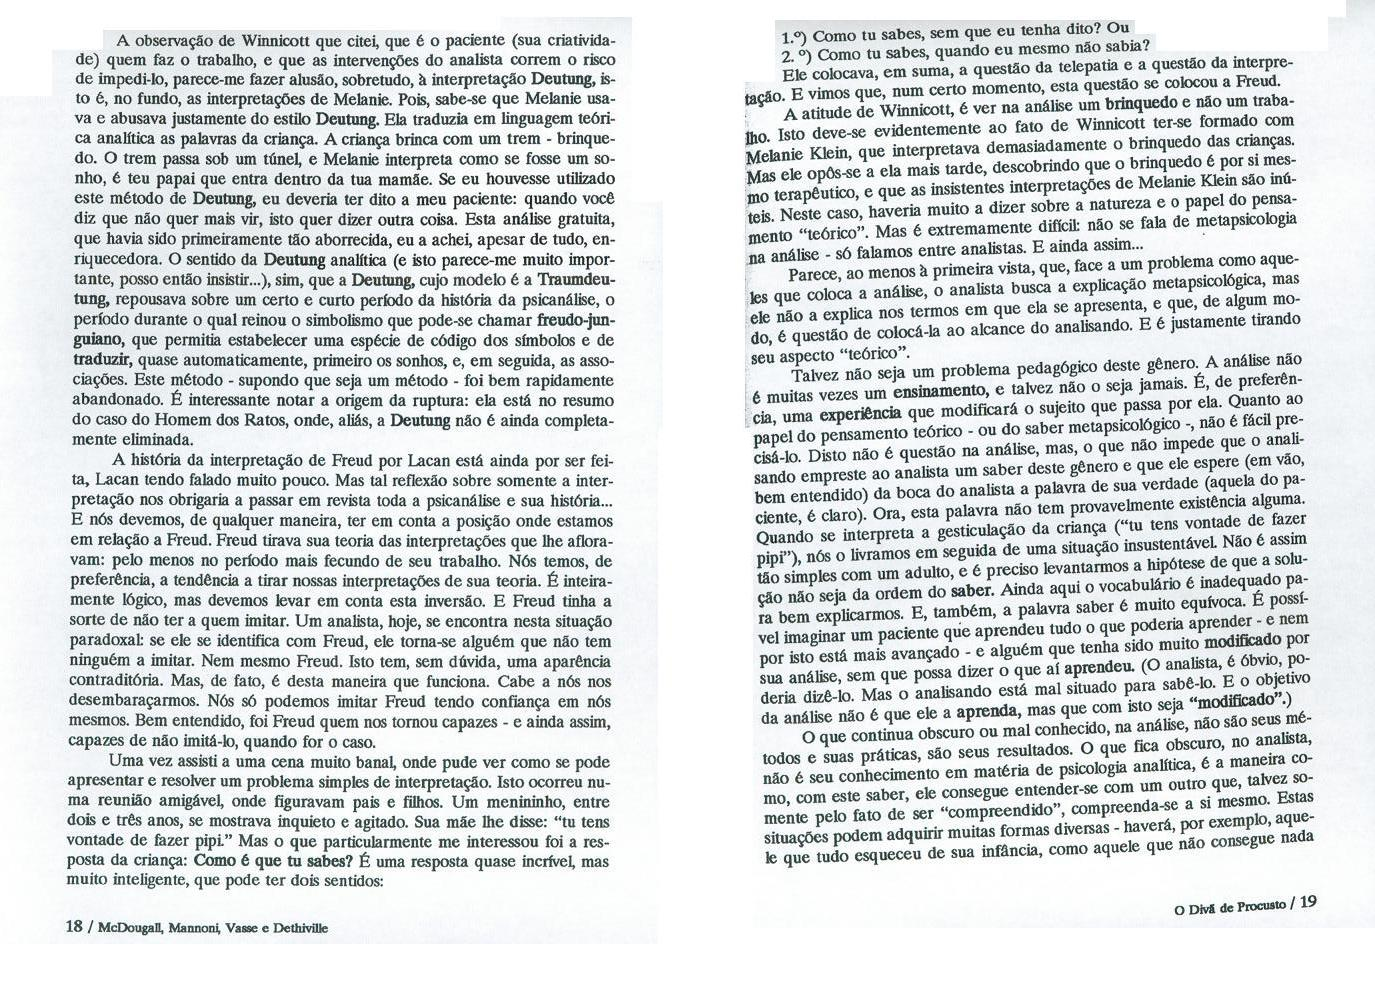 A observação de Winnicott que citei, que é o paciente (sua criativida-
de) quem faz o trabalho, e que as intervenções do analista correm o risco
de impedi-lo, parece-me fazer alusão, sobretudo, à interpretação Deutung, is-
to é, no fundo, as interpretações de Melanie. Pois, sabe-se que Melanie usa-
va e abusava justamente do estilo Deutung. Ela traduzia em linguagem teóri-
ca analítica as palavras da criança. A criança brinca com um trem - brinque-
do. O trem passa sob um túnel, e Melanie interpreta como se fosse um so-
nho, é teu papai que entra dentro da tua mamãe. Se eu houvesse utilizado
este método de Deutung, eu deveria ter dito a meu paciente: quando você
diz que não quer mais vir, isto quer dizer outra coisa. Esta análise gratuita,
que havia sido primeiramente tão aborrecida, eu a achei, apesar de tudo, en-
riquecedora. O sentido da Deutung analítica (e isto parece-me muito impor-
tante, posso então insistir...), sim, que a Deutung, cujo modelo é a Traumdeu-
tung, repousava sobre um certo e curto período da história da psicanálise, o
período durante o qual reinou o simbolismo que pode-se chamar freudo-jun-
guiano, que permitia estabelecer uma espécie de código dos símbolos e de
traduzir, quase automaticamente, primeiro os sonhos, e, em seguida, as asso-
ciações. Este método - supondo que seja um método - foi bem rapidamente
abandonado. É interessante notar a origem da ruptura: ela está no resumo
do caso do Homem dos Ratos, onde, aliás, a Deutung não é ainda completa-
mente eliminada.
A história da interpretação de Freud por Lacan está ainda por ser fei-
ta, Lacan tendo falado muito pouco. Mas tal reflexão sobre somente a inter-
pretação nos obrigaria a passar em revista toda a psicanálise e sua história...
E nós devemos, de qualquer maneira, ter em conta a posição onde estamos
em relação a Freud. Freud tirava sua teoria das interpretações que lhe aflora-
vam: pelo menos no período mais fecundo de seu trabalho. Nós temos, de
preferência, a tendência a tirar nossas interpretações de sua teoria. É inteira-
mente lógico, mas devemos levar em conta esta inversão. E Freud tinha a
sorte de não ter a quem imitar. Um analista, hoje, se encontra nesta situação
paradoxal: se ele se identifica com Freud, ele torna-se alguém que não tem
ninguém a imitar. Nem mesmo Freud. Isto tem, sem dúvida, uma aparência
contraditória. Mas, de fato, é desta maneira que funciona. Cabe a nós nos
desembaraçarmos. Nós só podemos imitar Freud tendo confiança em nós
mesmos. Bem entendido, foi Freud quem nos tornou capazes - e ainda assim,
capazes de não imitá-lo, quando for o caso.
Uma vez assisti a uma cena muito banal, onde pude ver como se pode
apresentar e resolver um problema simples de interpretação. Isto ocorreu nu-
ma reunião amigável, onde figuravam pais e filhos. Um menininho, entre
dois e três anos, se mostrava inquieto e agitado. Sua mãe lhe disse: “tu tens
vontade de fazer pipi.” Mas o que particularmente me interessou foi a res-
posta da criança: Como é que tu sabes? É uma resposta quase incrível, mas
muito inteligente, que pode ter dois sentidos:
18 / McDougall, Mannoni, Vasse e Dethiville
1.º) Como tu sabes, sem que eu tenha dito? Ou
2. º) Como tu sabes, quando eu mesmo não sabia?
Ele colocava, em suma, a questão da telepatia e a questão da interpre-
tação. E vimos que, num certo momento, esta questão se colocou a Freud.
A atitude de Winnicott, é ver na análise um brinquedo e não um traba-
lho. Isto deve-se evidentemente ao fato de Winnicott ter-se formado com
Melanie Klein, que interpretava demasiadamente o brinquedo das crianças.
Mas ele opôs-se a ela mais tarde, descobrindo que o brinquedo é por si mes-
mo terapêutico, e que as insistentes interpretações de Melanie Klein são inú-
teis. Neste caso, haveria muito a dizer sobre a natureza e o papel do pensa-
mento “teórico”. Mas é extremamente difícil: não se fala de metapsicologia
na análise - só falamos entre analistas. E ainda assim...
Parece, ao menos à primeira vista, que, face a um problema como aque-
les que coloca a análise, o analista busca a explicação metapsicológica, mas
ele não a explica nos termos em que ela se apresenta, e que, de algum mo-
do, é questão de colocá-la ao alcance do analisando. E é justamente tirando
seu aspecto “teórico”.
Talvez não seja um problema pedagógico deste gênero. A análise não
é muitas vezes um ensinamento, e talvez não o seja jamais. É, de preferên-
cia, uma experiência que modificará o sujeito que passa por ela. Quanto ao
papel do pensamento teórico - ou do saber metapsicológico -, não é fácil pre-
cisá-lo. Disto não é questão na análise, mas, o que não impede que o anali-
sando empreste ao analista um saber deste gênero e que ele espere (em vão,
bem entendido) da boca do analista a palavra de sua verdade (aquela do pa-
ciente, é claro). Ora, esta palavra não tem provavelmente existência alguma.
Quando se interpreta a gesticulação da criança (“tu tens vontade de fazer
pipi”), nós o livramos em seguida de uma situação insustentável. Não é assim
tão simples com um adulto, e é preciso levantarmos a hipótese de que a solu-
ção não seja da ordem do saber. Ainda aqui o vocabulário é inadequado pa-
ra bem explicarmos. E, também, a palavra saber é muito equívoca. É possí-
vel imaginar um paciente que aprendeu tudo o que poderia aprender - e nem
por isto está mais avançado - e alguém que tenha sido muito modificado por
sua análise, sem que possa dizer o que aí aprendeu. (O analista, é óbvio, po-
deria dizê-lo. Mas o analisando está mal situado para sabê-lo. E o objetivo
da análise não é que ele a aprenda, mas que com isto seja “modificado”.)
O que continua obscuro ou mal conhecido, na análise, não são seus mé-
todos e suas práticas, são seus resultados. O que fica obscuro, no analista,
não é seu conhecimento em matéria de psicologia analítica, é a maneira co-
mo, com este saber, ele consegue entender-se com um outro que, talvez so-
mente pelo fato de ser “compreendido”, compreenda-se a si mesmo. Estas
situações podem adquirir muitas formas diversas - haverá, por exemplo, aque-
le que tudo esqueceu de sua infância, como aquele que não consegue nada
O Divã de Procusto / 19